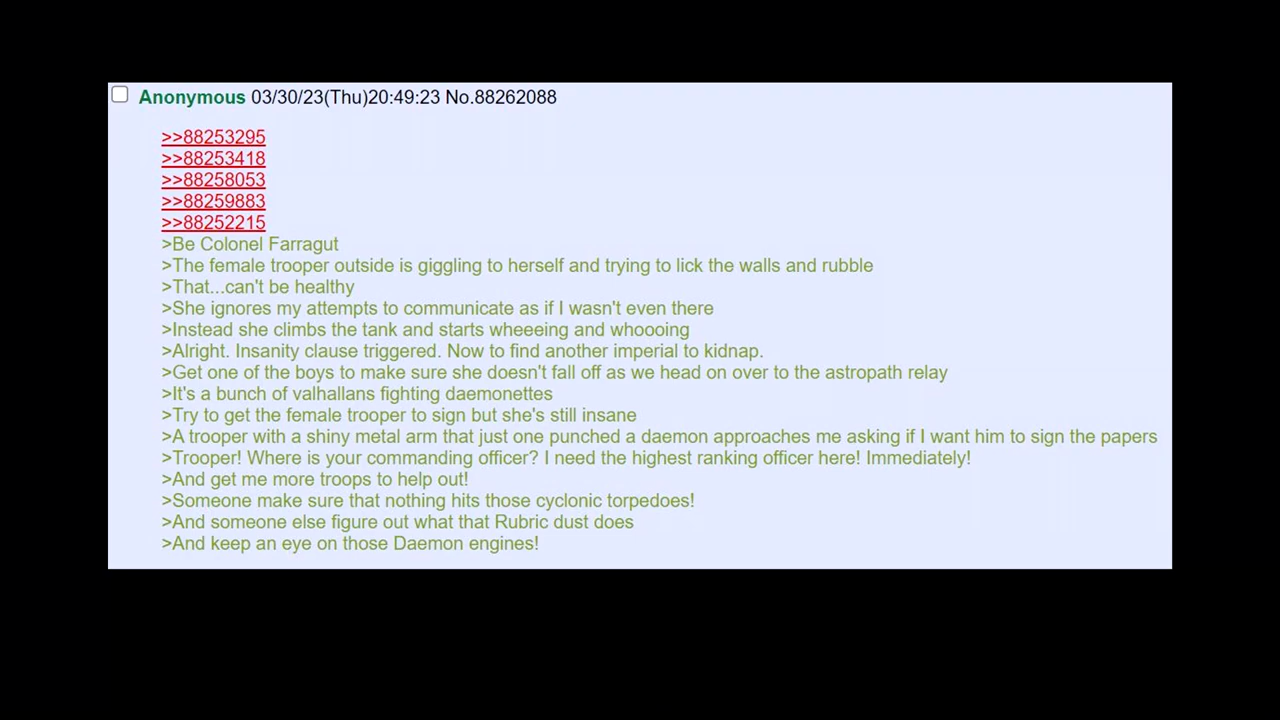 Anonymous 03/30/23(Thu)20:49:23 No.88262088
>>88253295
>>88253418
>>88258053
>>88259883
>>88252215
>Be Colonel Farragut
>The female trooper outside is giggling to herself and trying to lick the walls and rubble
>That...can't be healthy
>She ignores my attempts to communicate as if I wasn't even there
>Instead she climbs the tank and starts wheeeing and whoooing
>Alright. Insanity clause triggered. Now to find another imperial to kidnap.
>Get one of the boys to make sure she doesn't fall off as we head on over to the astropath relay
>It's a bunch of valhallans fighting daemonettes
>Try to get the female trooper to sign but she's still insane
>A trooper with a shiny metal arm that just one punched a daemon approaches me asking if I want him to sign the papers
>Trooper! Where is your commanding officer? I need the highest ranking officer here! Immediately!
>And get me more troops to help out!
>Someone make sure that nothing hits those cyclonic torpedoes!
>And someone else figure out what that Rubric dust does
>And keep an eye on those Daemon engines!